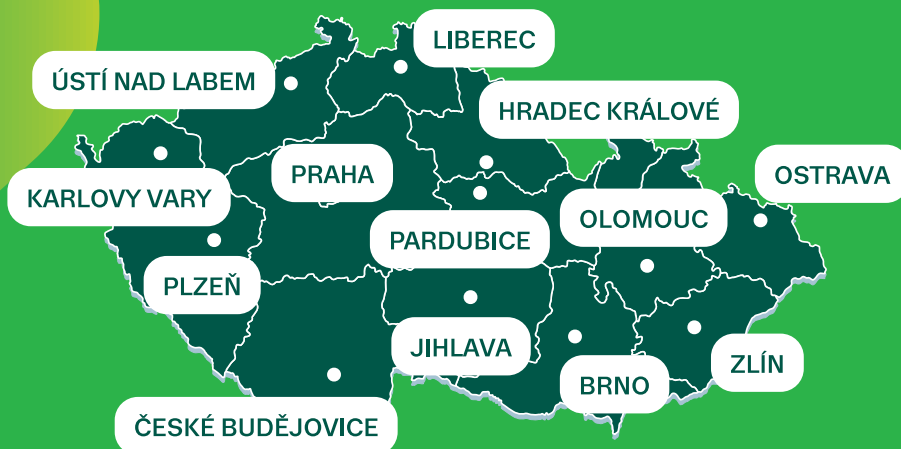 LIBEREC
ÚSTÍ NAD LABEM
HRADEC KRÁLOVÉ
PRAHA
OSTRAVA
KARLOVY VARY
OLOMOUC
PARDUBICE
PLZEŇ
JIHLAVA
ZLÍN
BRNO
ČESKÉ BUDĚJOVICE